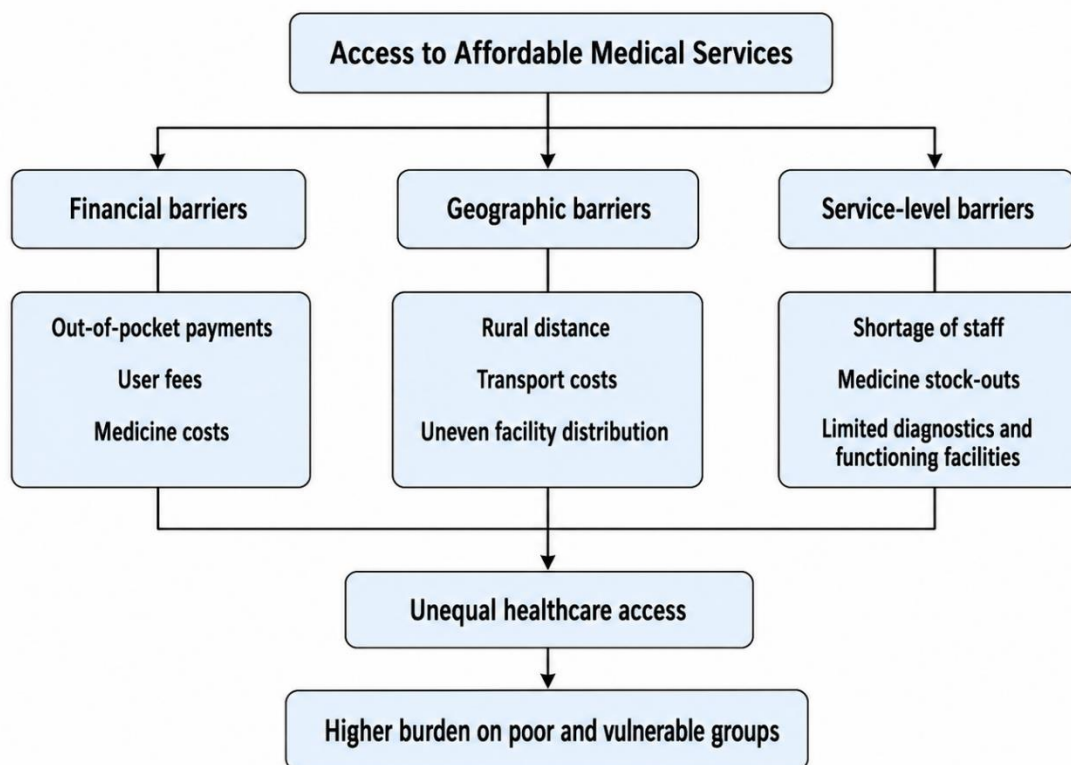 Access to Affordable Medical Services
Financial barriers
Geographic barriers
Service-level barriers
Out-of-pocket payments
User fees
Medicine costs
Rural distance
Transport costs
Uneven facility distribution
Shortage of staff
Medicine stock-outs
Limited diagnostics and
functioning facilities
Unequal healthcare access
Higher burden on poor and vulnerable groups